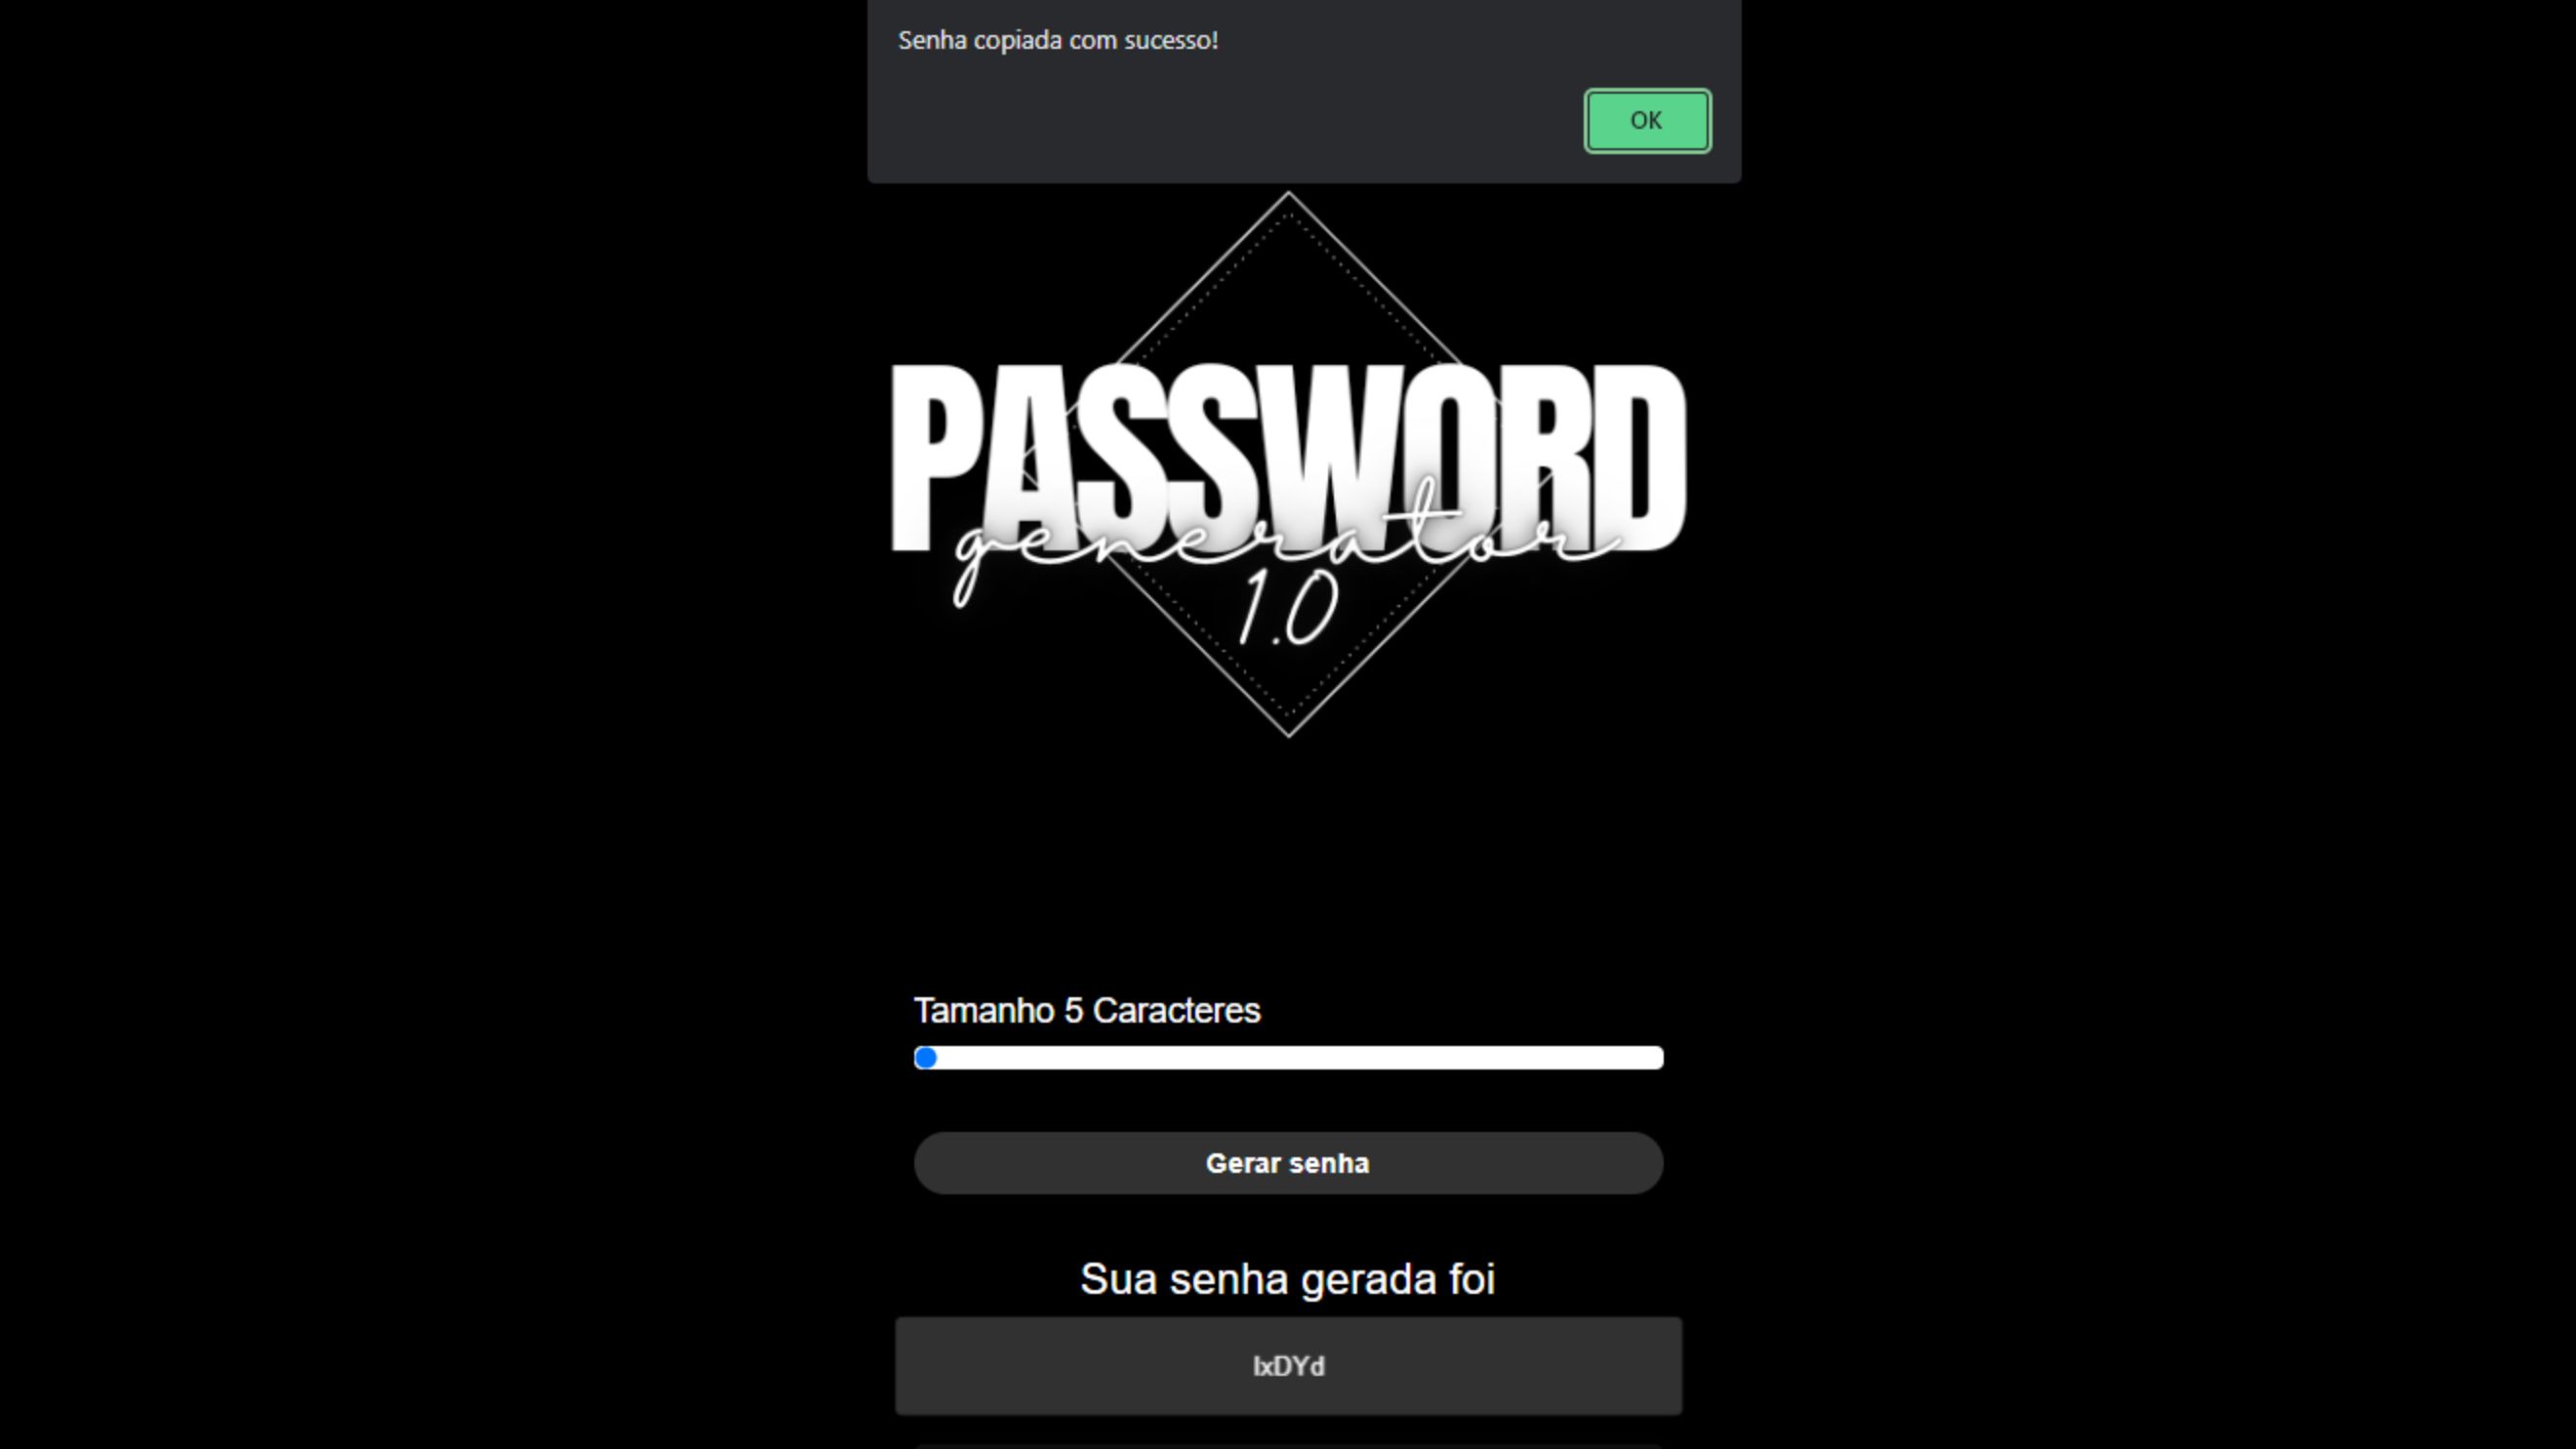 Senha copiada com sucesso!
OK
PASSWORD
generator
1.0
Tamanho 5 Caracteres
Gerar senha
Sua senha gerada foi
lxDYd